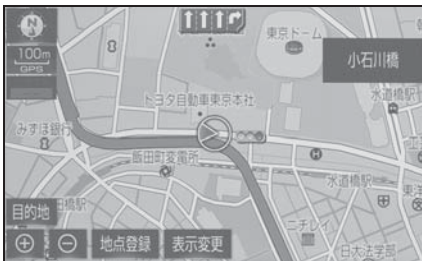 東京ドーム
100m
GPS
小石川橋
水道橋駅
トヨタ自動車東京本社
みずほ銀行
飯田町変電所
水道橋駅
目的地
橋駅
ニチレイ
地点登録
表示変更
日大法学部